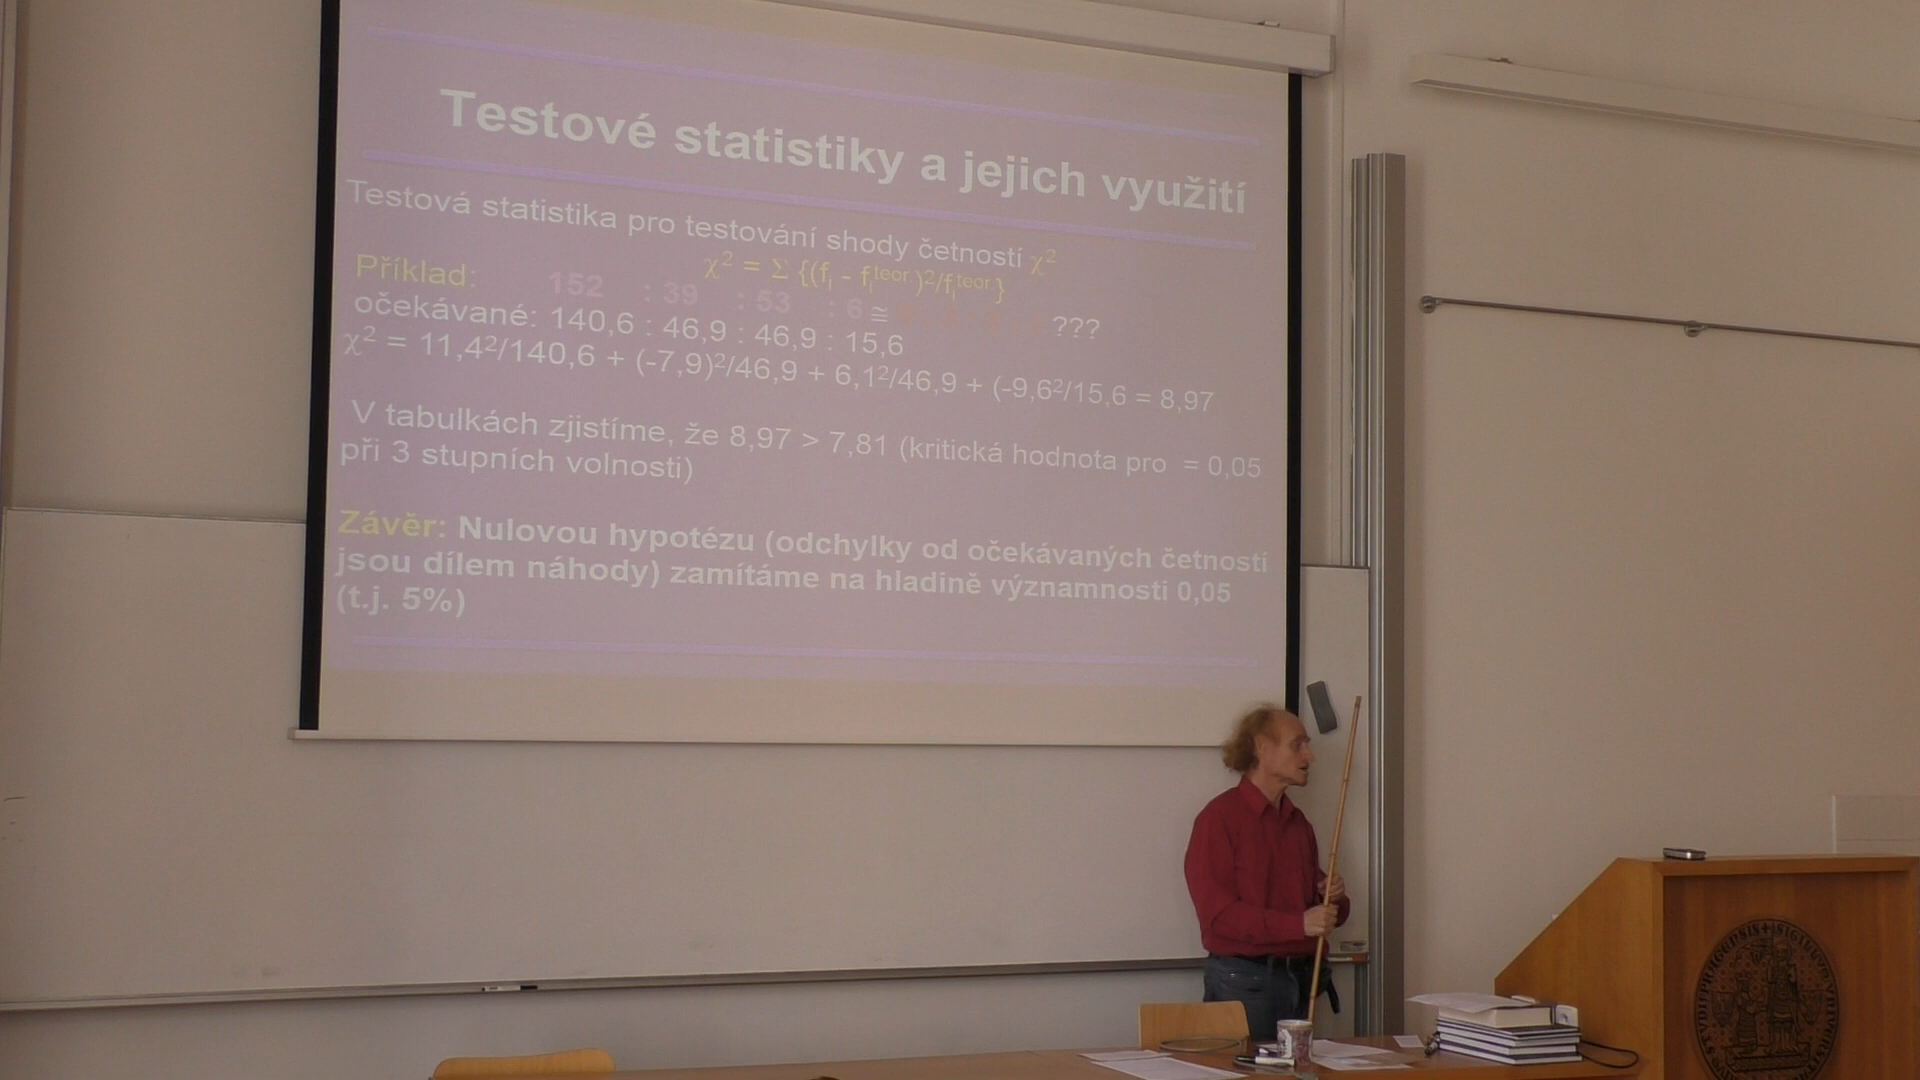 Testové statistiky a jejich využití
Testová statistika pro testování shody četností χ²
χ² = Σ {(fᵢ - fᵢteor.)²/fᵢteor.}
Příklad: 152 : 39 : 53 : 6 ≅ ???
očekávané: 140,6 : 46,9 : 46,9 : 15,6
χ² = 11,4²/140,6 + (-7,9)²/46,9 + 6,1²/46,9 + (-9,6²/15,6 = 8,97
V tabulkách zjistíme, že 8,97 > 7,81 (kritická hodnota pro = 0,05
při 3 stupních volnosti)
Závěr: Nulovou hypotézu (odchylky od očekávaných četností
jsou dílem náhody) zamítáme na hladině významnosti 0,05
(t.j. 5%)